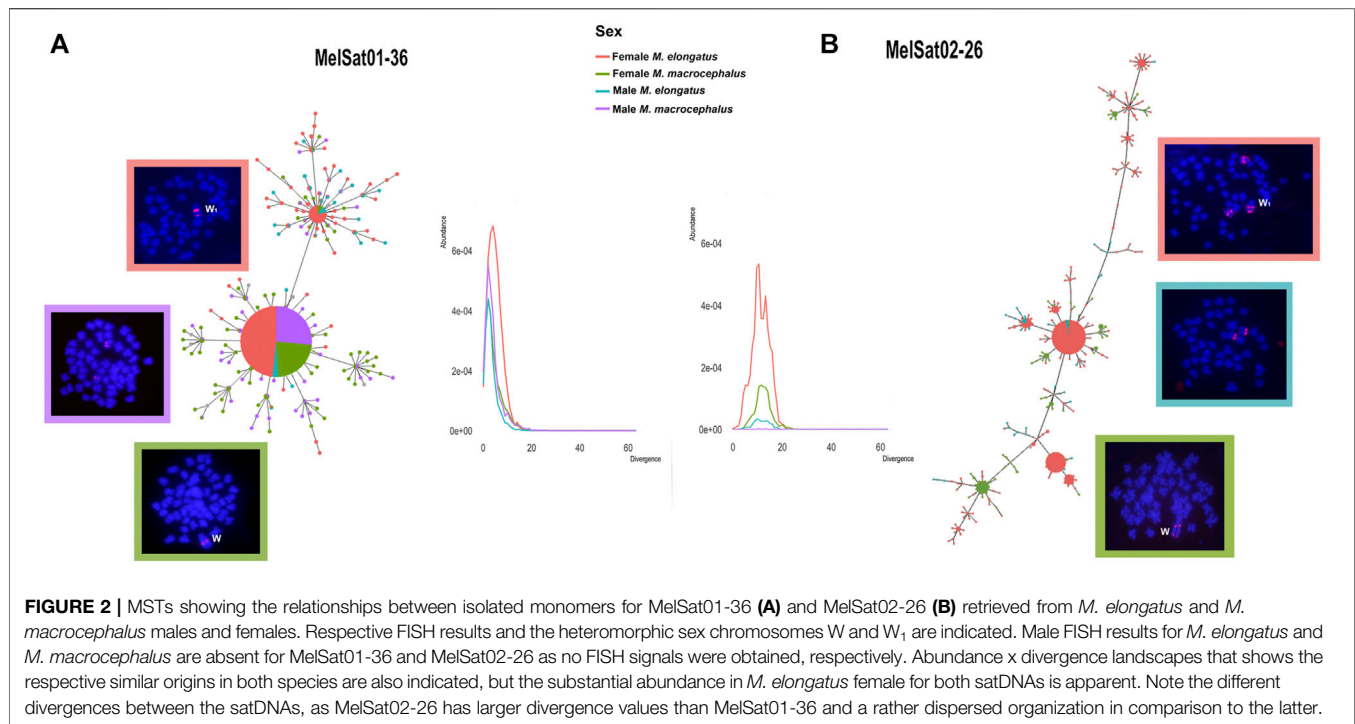 A
MelSat01-36
Sex
Female M. elongatus
Female M. macrocephalus
Male M. elongatus
Male M. macrocephalus
B
MelSat02-26
W1
W
Abundance
6e-04
4e-04
2e-04
0e+00
0
20
40
60
Divergence
Abundance
6e-04
4e-04
2e-04
0e+00
0
20
40
60
Divergence
W1
W
FIGURE 2 | MSTs showing the relationships between isolated monomers for MelSat01-36 (A) and MelSat02-26 (B) retrieved from M. elongatus and M.
macrocephalus males and females. Respective FISH results and the heteromorphic sex chromosomes W and W1 are indicated. Male FISH results for M. elongatus and
M. macrocephalus are absent for MelSat01-36 and MelSat02-26 as no FISH signals were obtained, respectively. Abundance x divergence landscapes that shows the
respective similar origins in both species are also indicated, but the substantial abundance in M. elongatus female for both satDNAs is apparent. Note the different
divergences between the satDNAs, as MelSat02-26 has larger divergence values than MelSat01-36 and a rather dispersed organization in comparison to the latter.